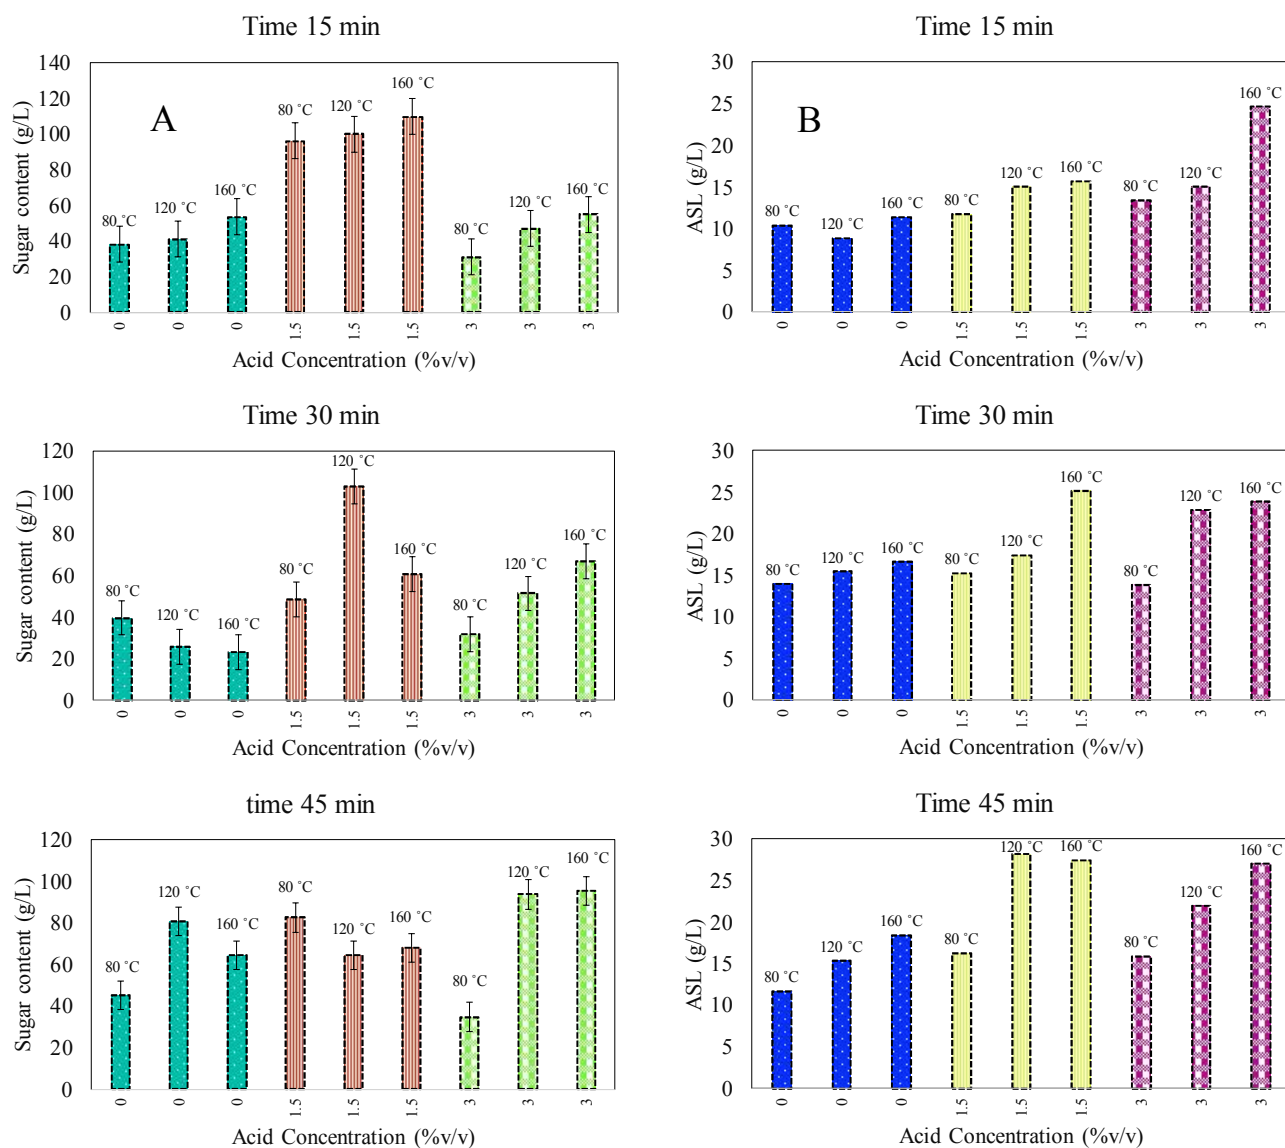 Time 15 min
140
120
100
80
60
40
20
0
Sugar content (g/L)
A
80 ˚C
120 ˚C
160 ˚C
80 ˚C
120 ˚C
160 ˚C
80 ˚C
120 ˚C
160 ˚C
0
0
0
1.5
1.5
1.5
3
3
3
Acid Concentration (%v/v)
Time 15 min
30
25
20
15
10
5
0
ASL (g/L)
B
80 ˚C
120 ˚C
160 ˚C
80 ˚C
120 ˚C
160 ˚C
80 ˚C
120 ˚C
160 ˚C
0
0
0
1.5
1.5
1.5
3
3
3
Acid Concentration (%v/v)
Time 30 min
120
100
80
60
40
20
0
Sugar content (g/L)
80 ˚C
120 ˚C
160 ˚C
80 ˚C
120 ˚C
160 ˚C
80 ˚C
120 ˚C
160 ˚C
0
0
0
1.5
1.5
1.5
3
3
3
Acid Concentration (%v/v)
Time 30 min
30
25
20
15
10
5
0
ASL (g/L)
80 ˚C
120 ˚C
160 ˚C
80 ˚C
120 ˚C
160 ˚C
80 ˚C
120 ˚C
160 ˚C
0
0
0
1.5
1.5
1.5
3
3
3
Acid Concentration (%v/v)
time 45 min
120
100
80
60
40
20
0
Sugar content (g/L)
80 ˚C
120 ˚C
160 ˚C
80 ˚C
120 ˚C
160 ˚C
80 ˚C
120 ˚C
160 ˚C
0
0
0
1.5
1.5
1.5
3
3
3
Acid Concentration (%v/v)
Time 45 min
30
25
20
15
10
5
0
ASL (g/L)
80 ˚C
120 ˚C
160 ˚C
80 ˚C
120 ˚C
160 ˚C
80 ˚C
120 ˚C
160 ˚C
0
0
0
1.5
1.5
1.5
3
3
3
Acid Concentration (%v/v)